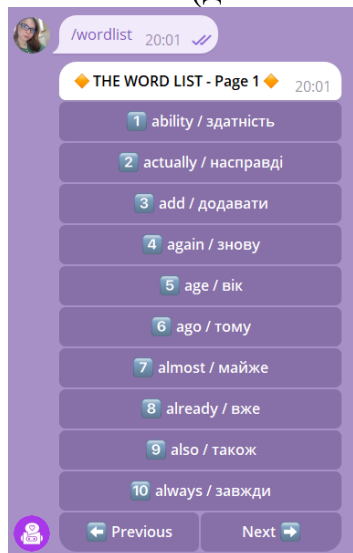 /wordlist 20:01
🔶 THE WORD LIST - Page 1 🔶 20:01
1️⃣ ability / здатність
2️⃣ actually / насправді
3️⃣ add / додавати
4️⃣ again / знову
5️⃣ age / вік
6️⃣ ago / тому
7️⃣ almost / майже
8️⃣ already / вже
9️⃣ also / також
🔟 always / завжди
⬅️ Previous Next ➡️